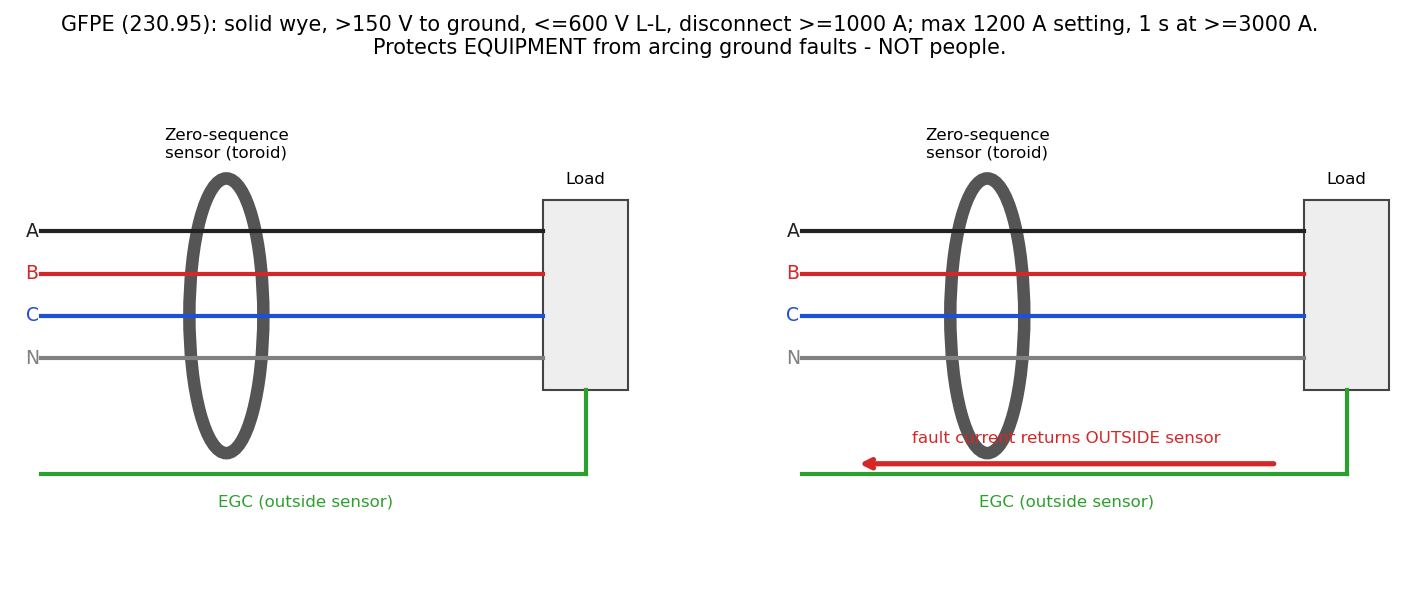 GFPE (230.95): solid wye, >150 V to ground, <=600 V L-L, disconnect >=1000 A; max 1200 A setting, 1 s at >=3000 A.
Protects EQUIPMENT from arcing ground faults - NOT people.
Zero-sequence
sensor (toroid)
Load
A
B
C
N
EGC (outside sensor)
Zero-sequence
sensor (toroid)
Load
A
B
C
N
fault current returns OUTSIDE sensor
EGC (outside sensor)